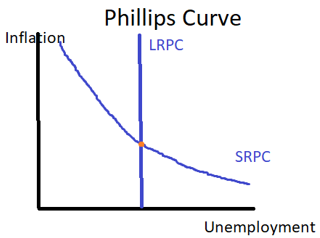 Phillips Curve
Inflation
LRPC
SRPC
Unemployment